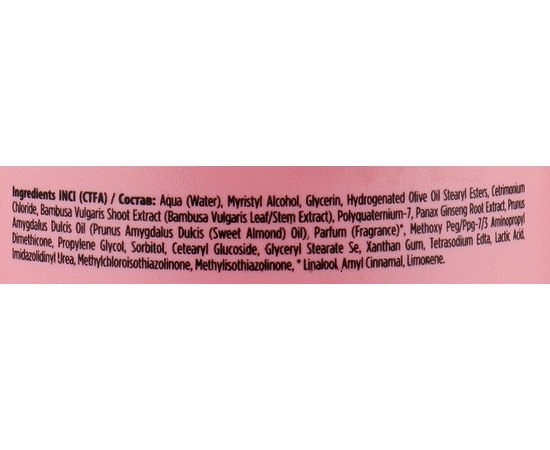 Ingredients INCI (CTFA) / Состав: Aqua (Water), Myristyl Alcohol, Glycerin, Hydrogenated Olive Oil Stearyl Esters, Cetrimonium
Chloride, Bambusa Vulgaris Shoot Extract (Bambusa Vulgaris Leaf/Stem Extract), Polyquaternium-7, Panax Ginseng Root Extract, Prunus
Amygdalus Dulcis Oil (Prunus Amygdalus Dulcis (Sweet Almond) Oil), Parfum (Fragrance)*, Methoxy Peg/Ppg-7/3 Aminopropyl
Dimethicone, Propylene Glycol, Sorbitol, Cetearyl Glucoside, Glyceryl Stearate Se, Xanthan Gum, Tetrasodium Edta, Lactic Acid,
Imidazolidinyl Urea, Methylchloroisothiazolinone, Methylisothiazolinone, * Linalool, Amyl Cinnamal, Limonene.